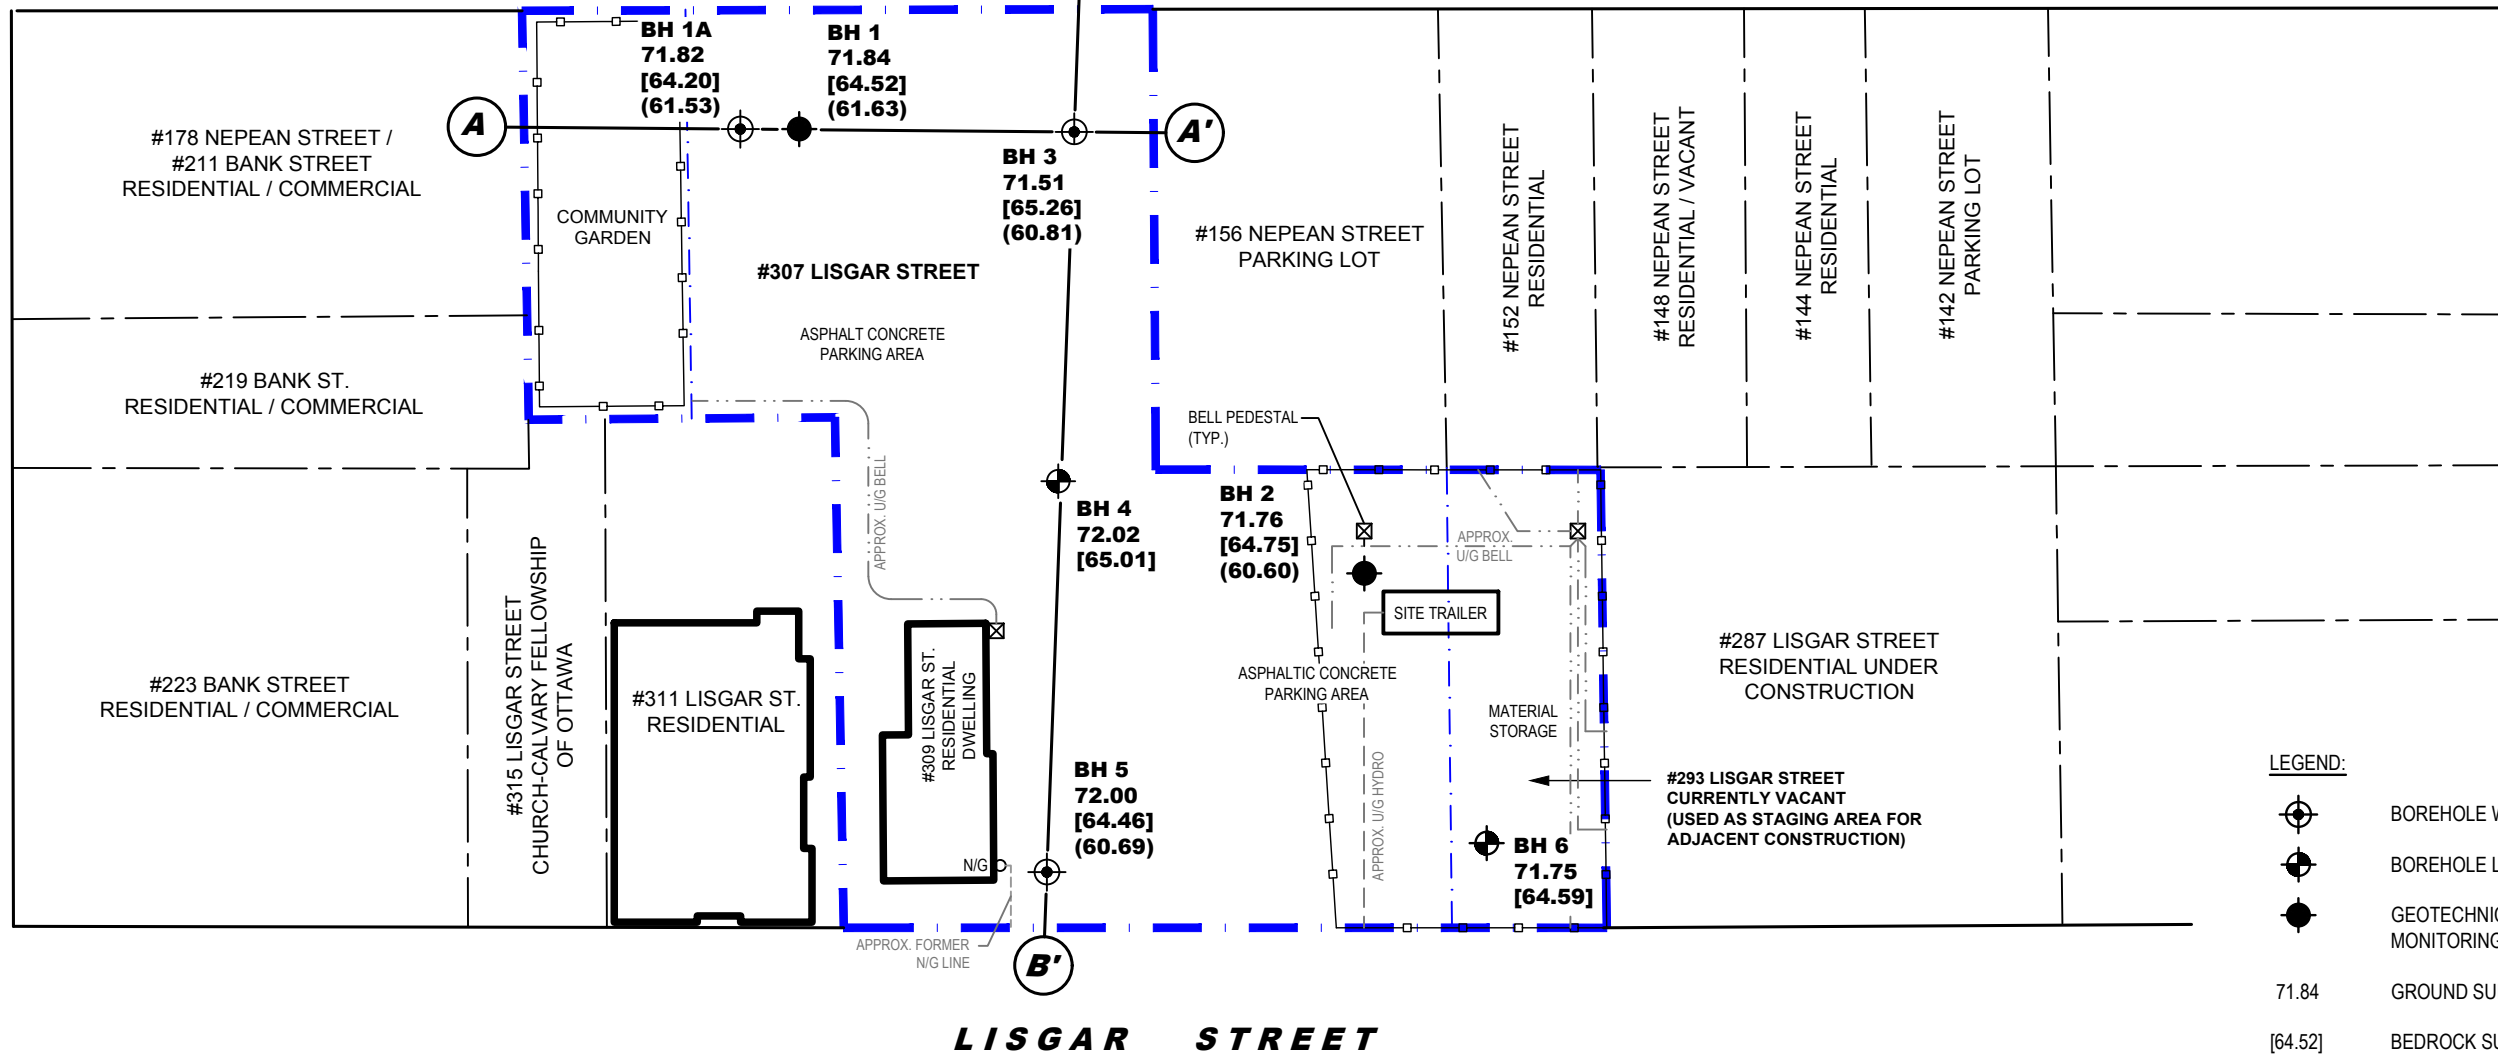 BH 1A
71.82
[64.20]
(61.53)
BH 1
71.84
[64.52]
(61.63)
A
A'
#178 NEPEAN STREET /
#211 BANK STREET
RESIDENTIAL / COMMERCIAL
BH 3
71.51
[65.26]
(60.81)
COMMUNITY
GARDEN
#307 LISGAR STREET
#156 NEPEAN STREET
PARKING LOT
#152 NEPEAN STREET
RESIDENTIAL
#148 NEPEAN STREET
RESIDENTIAL / VACANT
#144 NEPEAN STREET
RESIDENTIAL
#142 NEPEAN STREET
PARKING LOT
ASPHALT CONCRETE
PARKING AREA
#219 BANK ST.
RESIDENTIAL / COMMERCIAL
BELL PEDESTAL
(TYP.)
APPROX. U/G BELL
BH 4
72.02
[65.01]
BH 2
71.76
[64.75]
(60.60)
APPROX.
U/G BELL
SITE TRAILER
#315 LISGAR STREET
CHURCH-CALVARY FELLOWSHIP
OF OTTAWA
#223 BANK STREET
RESIDENTIAL / COMMERCIAL
#311 LISGAR ST.
RESIDENTIAL
#309 LISGAR ST.
RESIDENTIAL
DWELLING
ASPHALTIC CONCRETE
PARKING AREA
MATERIAL
STORAGE
#287 LISGAR STREET
RESIDENTIAL UNDER
CONSTRUCTION
BH 5
72.00
[64.46]
(60.69)
APPROX. U/G HYDRO
#293 LISGAR STREET
CURRENTLY VACANT
(USED AS STAGING AREA FOR
ADJACENT CONSTRUCTION)
BH 6
71.75
[64.59]
N/G
APPROX. FORMER
N/G LINE
B'
LISGAR STREET
LEGEND:
BOREHOLE W
BOREHOLE L
GEOTECHNIC
MONITORING
71.84 GROUND SU
[64.52] BEDROCK SU